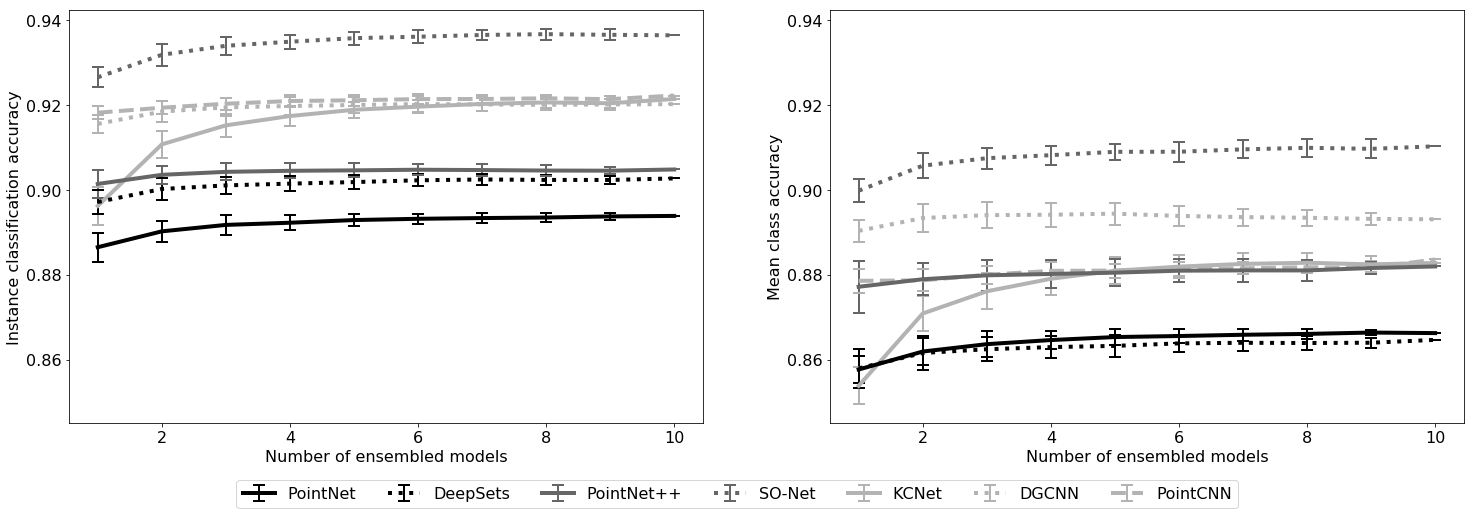 0.94
0.92
0.90
0.88
0.86
Instance classification accuracy
2 4 6 8 10
Number of ensembled models
0.94
0.92
0.90
0.88
0.86
Mean class accuracy
2 4 6 8 10
Number of ensembled models
PointNet DeepSets PointNet++ SO-Net KCNet DGCNN PointCNN